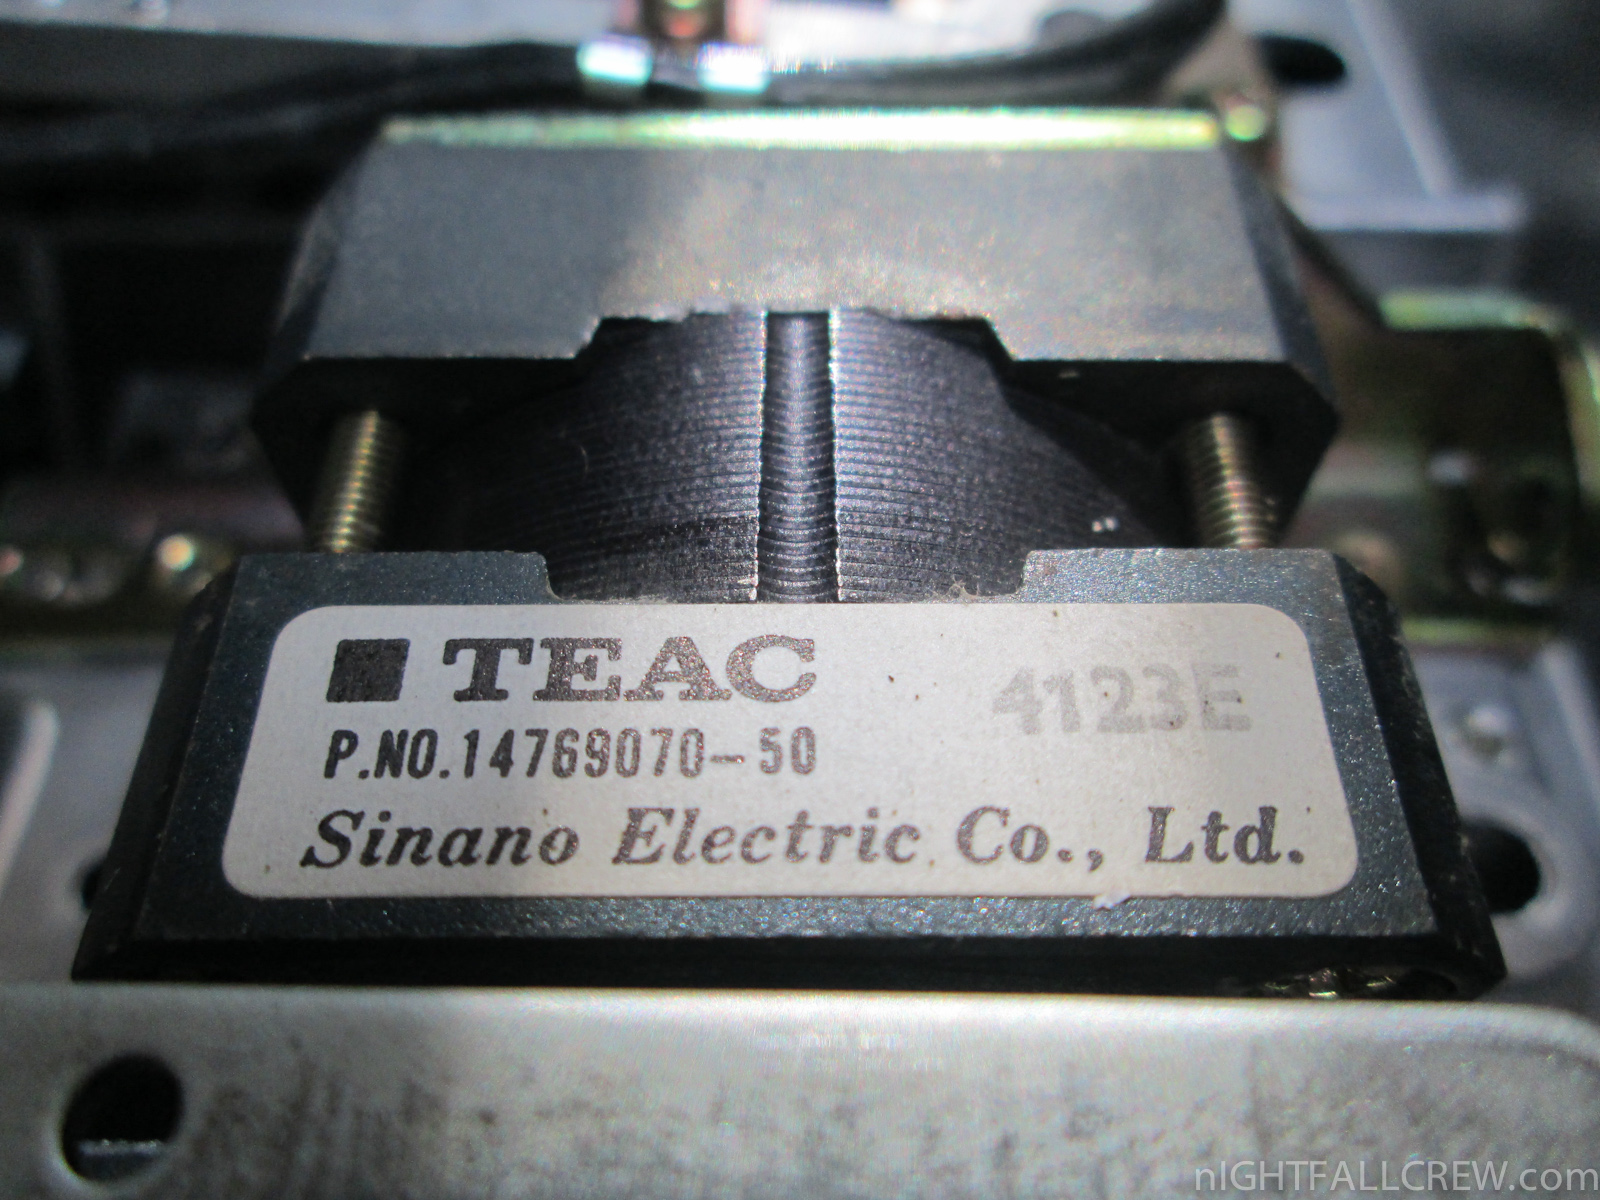 TEAC
4123E
P.NO.14769070-50
Sinano Electric Co., Ltd.
nIGHTFALLCREW.com